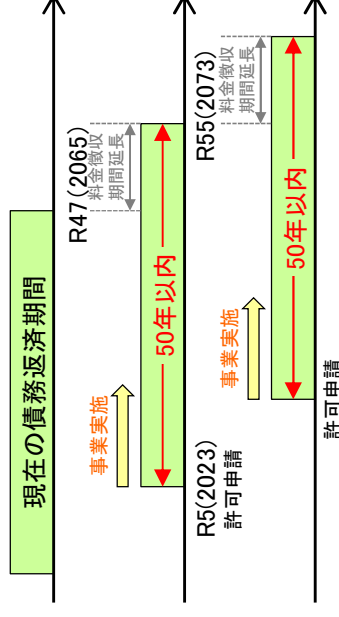 現在の債務返済期間
R47(2065)
料金徴収
期間延長
事業実施
50年以内
R5(2023)
許可申請
R55(2073)
料金徴収
期間延長
事業実施
50年以内
許可申請